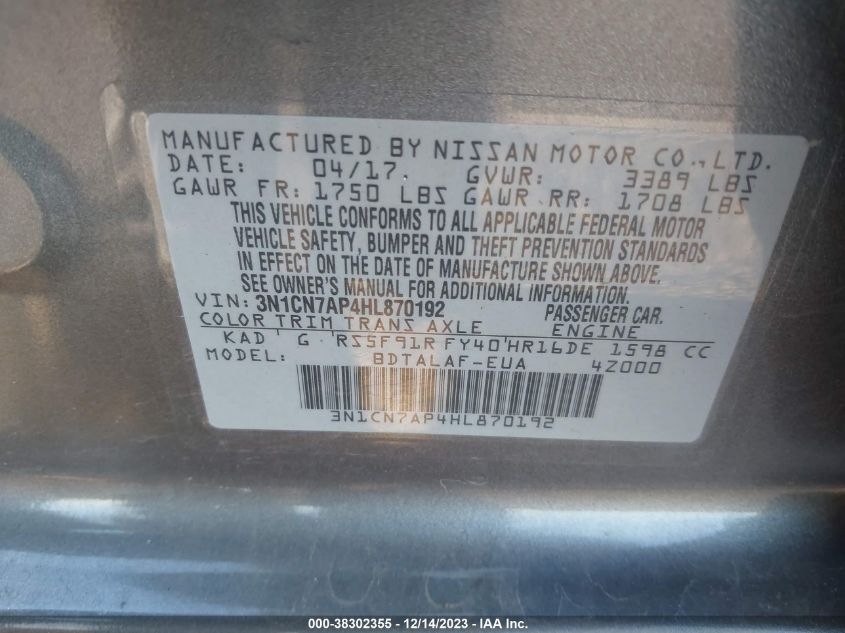 MANUFACTURED BY NISSAN MOTOR CO.,LTD.
DATE: 04/17. GVWR: 3389 LBS
GAWR FR: 1750 LBS GAWR RR: 1708 LBS
THIS VEHICLE CONFORMS TO ALL APPLICABLE FEDERAL MOTOR
VEHICLE SAFETY, BUMPER AND THEFT PREVENTION STANDARDS
IN EFFECT ON THE DATE OF MANUFACTURE SHOWN ABOVE.
SEE OWNER'S MANUAL FOR ADDITIONAL INFORMATION
VIN: 3N1CN7AP4HL870192 PASSENGER CAR.
COLOR TRIM TRANS AXLE ENGINE
KAD ' G 'RS5F91R FY40'HR16DE 1598 CC
MODEL: BDTALAF-EUA 4Z000
3N1CN7AP4HL870192
000-38302355 - 12/14/2023 - IAA Inc.